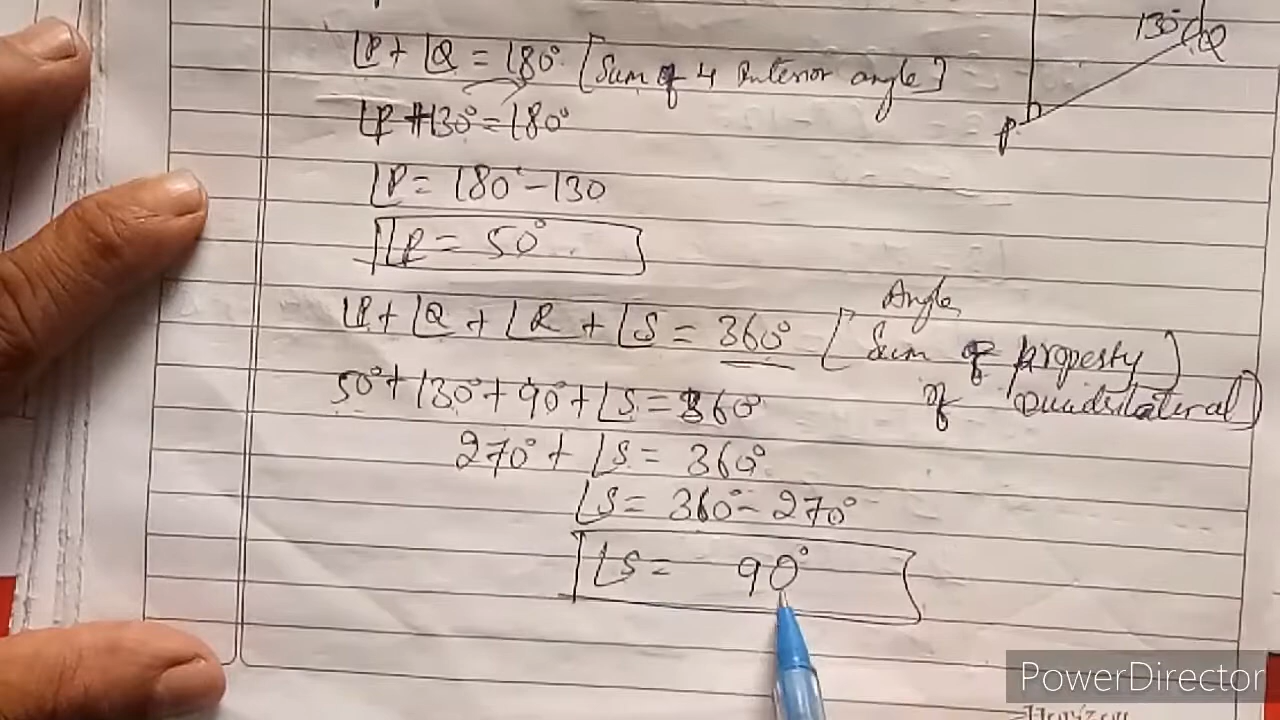 130° Q
∠P + ∠Q = 180° [Sum of 4 Interior angle]
P
∠P + 130° = 180°
∠P = 180° - 130
∠P = 50°
Angle
∠P + ∠Q + ∠R + ∠S = 360° [Sum of property]
50° + 130° + 90° + ∠S = 360° of quadrilateral]
270° + ∠S = 360°
∠S = 360° - 270°
∠S = 90°
PowerDirector